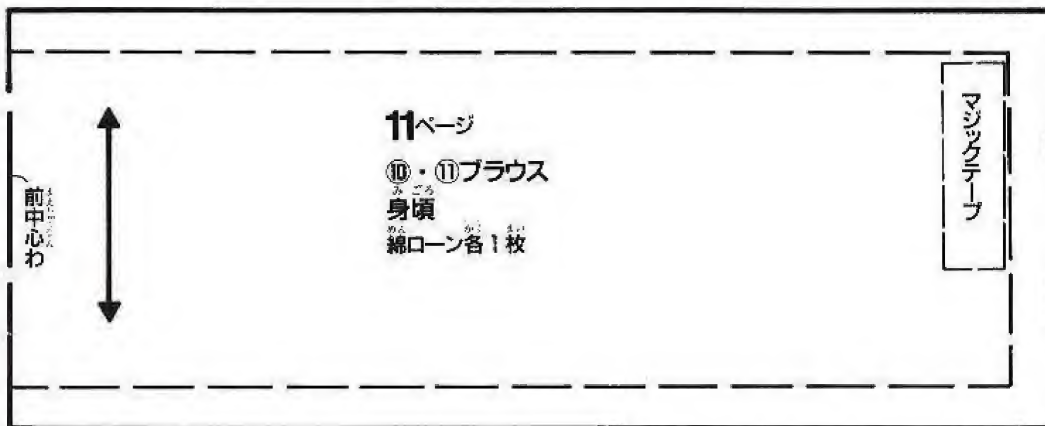 11ページ
⑩・⑪ブラウス
身頃
綿ローン各1枚
前中心わ
マジックテープ